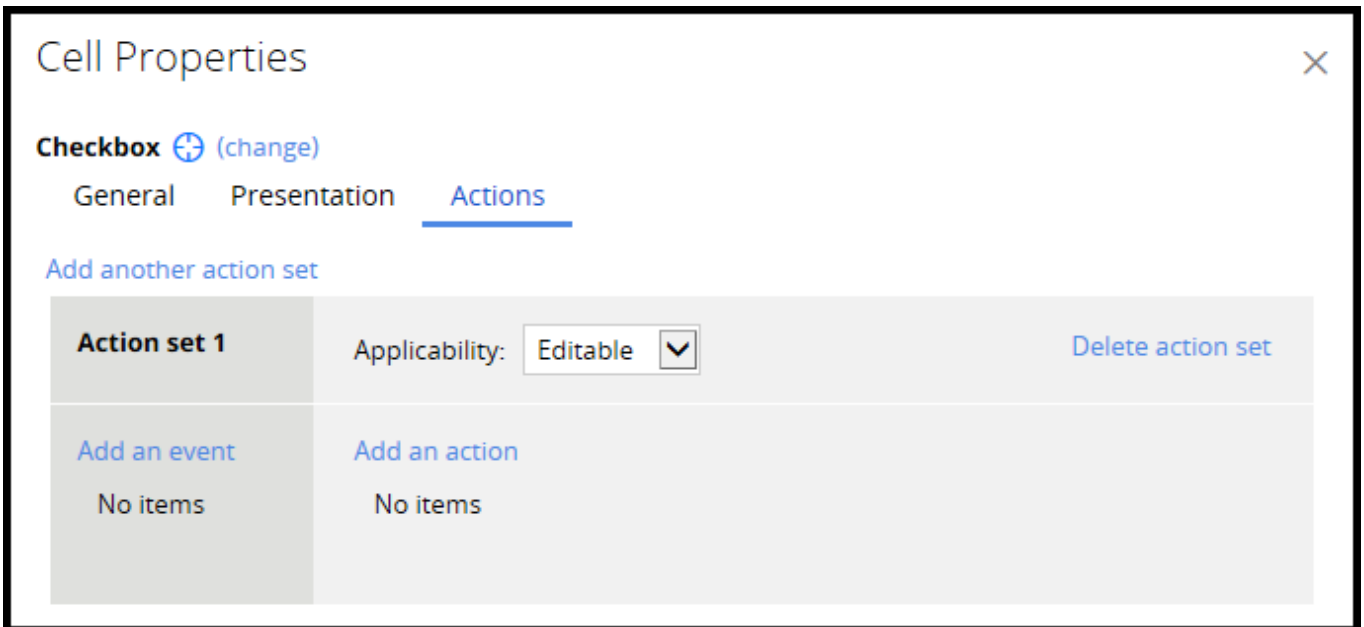 Cell Properties
Checkbox (change)
General Presentation Actions
Add another action set
Action set 1 Applicability: Editable Delete action set
Add an event Add an action
No items No items